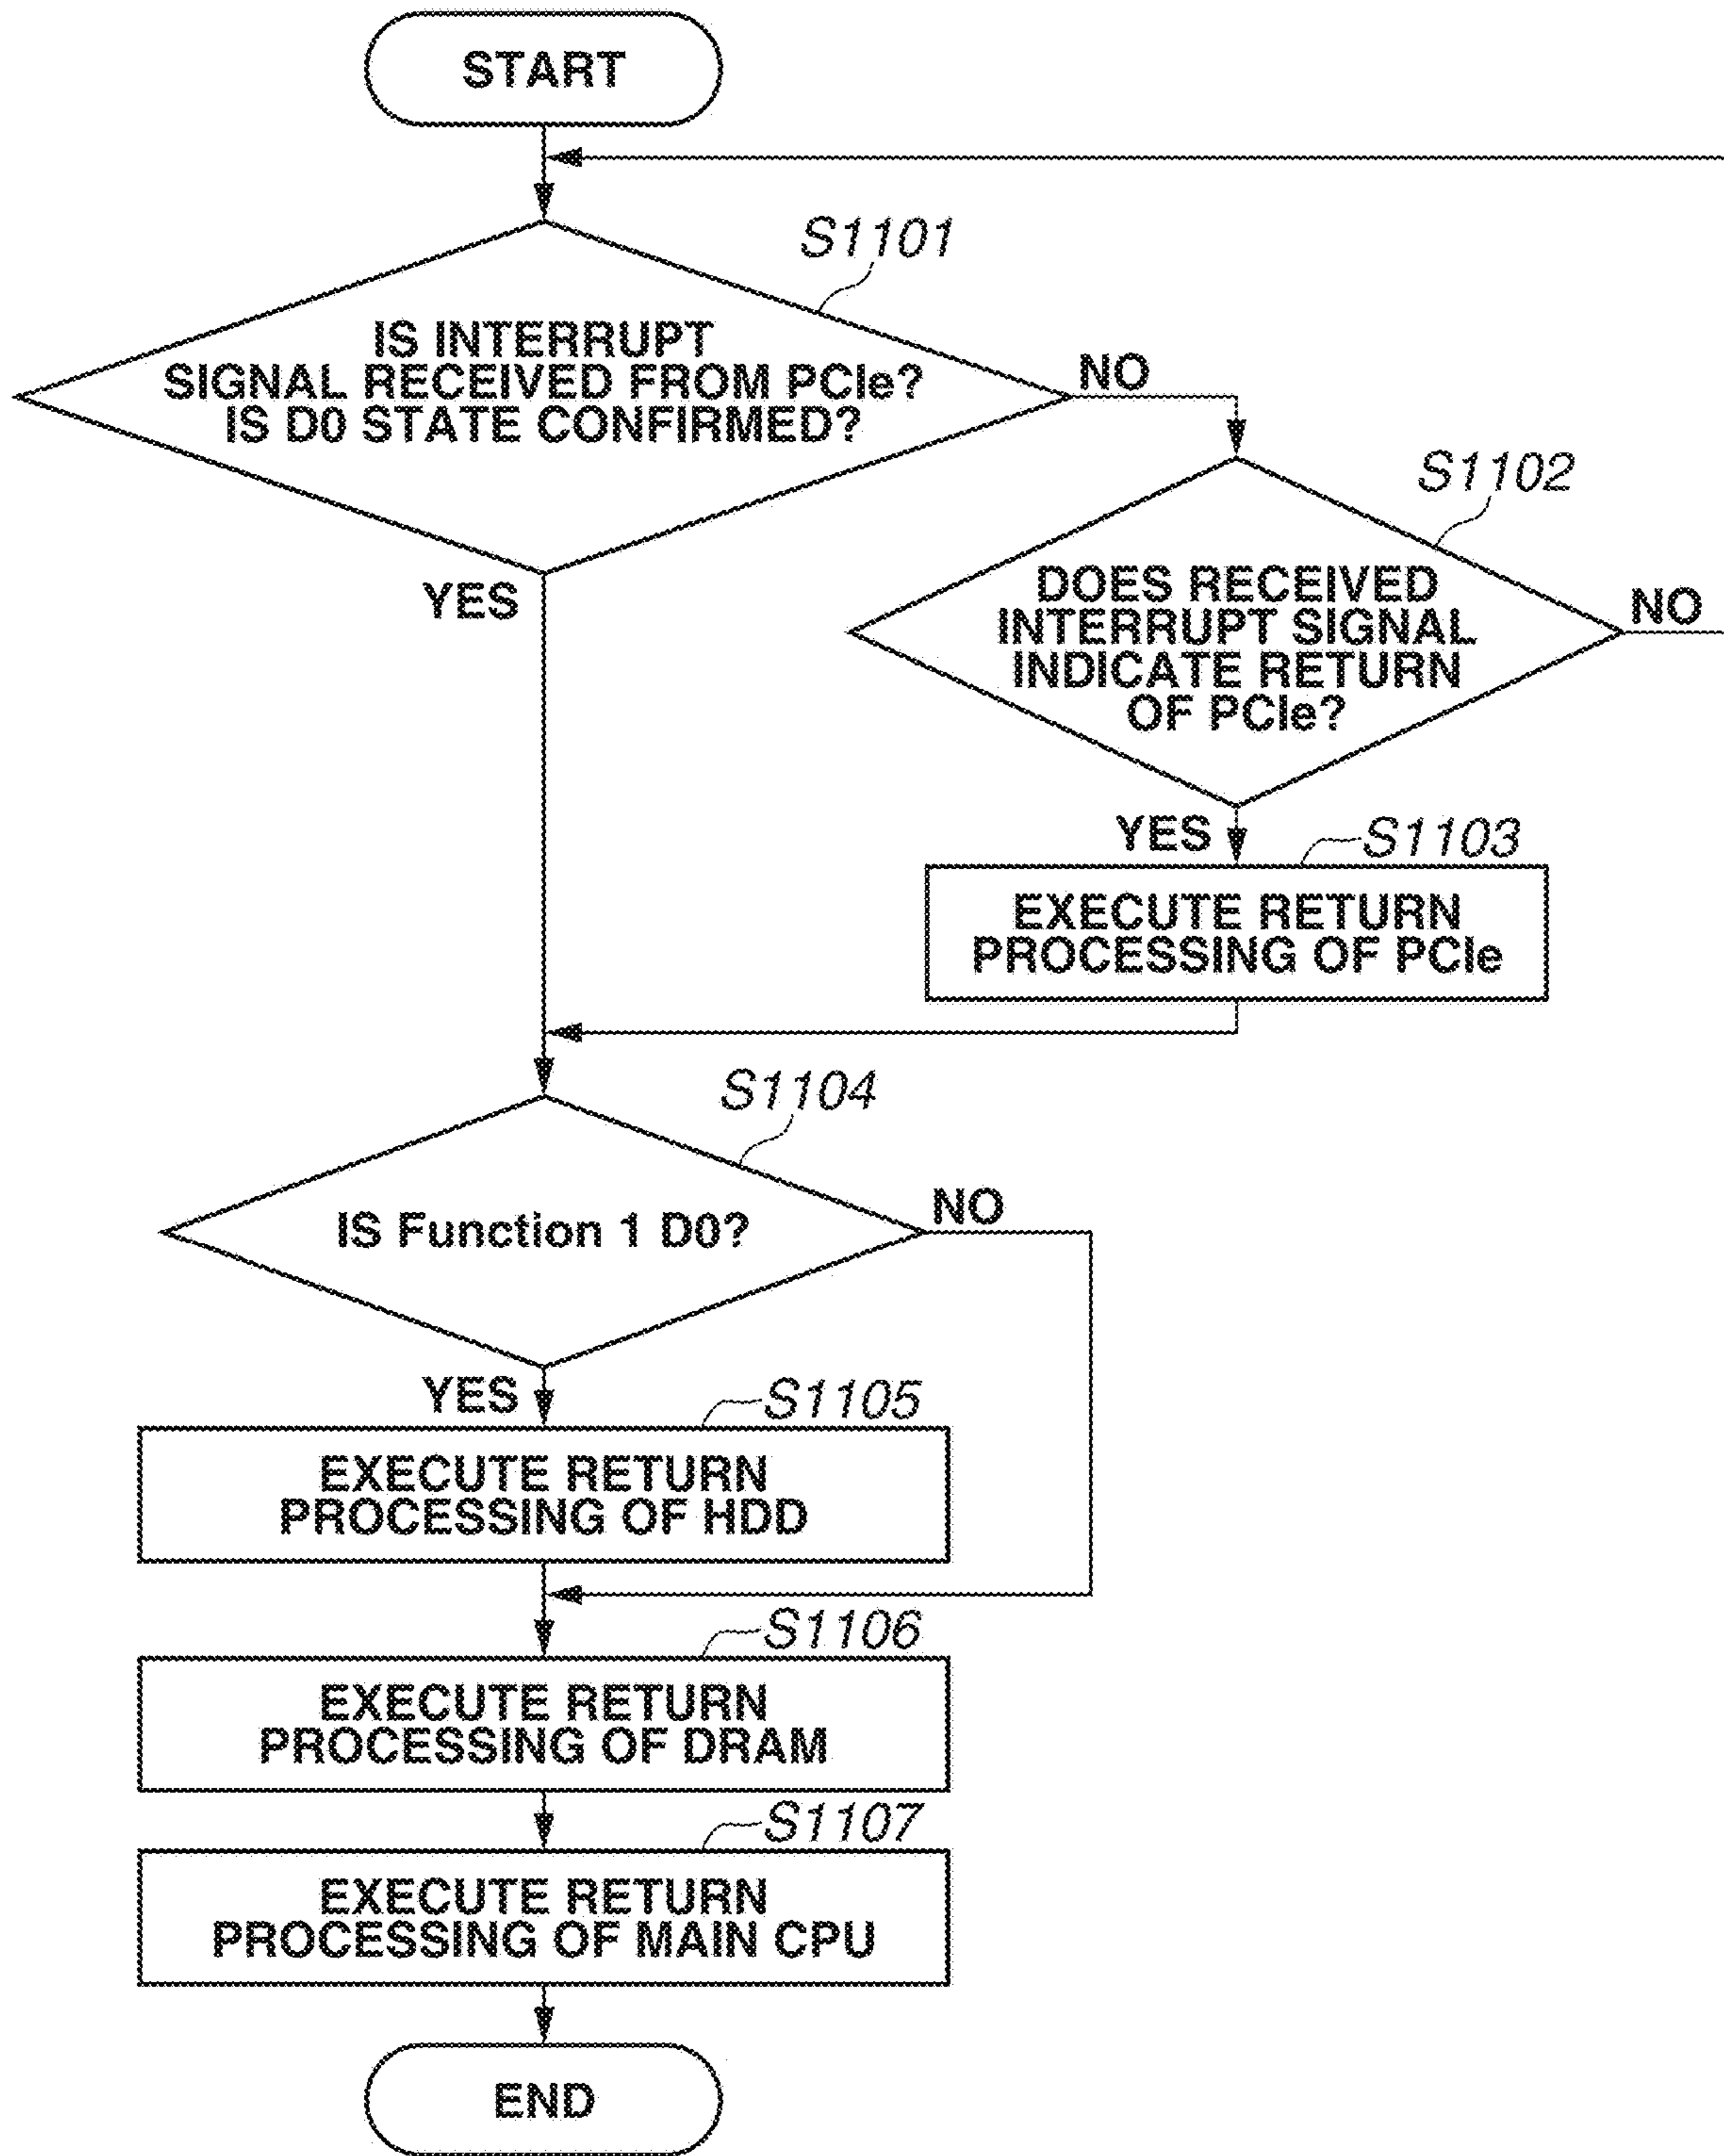 START
S1101
IS INTERRUPT
SIGNAL RECEIVED FROM PCIe?
IS D0 STATE CONFIRMED?
NO
YES
S1102
DOES RECEIVED
INTERRUPT SIGNAL
INDICATE RETURN
OF PCIe?
NO
YES
S1103
EXECUTE RETURN
PROCESSING OF PCIe
S1104
IS Function 1 D0?
NO
YES
S1105
EXECUTE RETURN
PROCESSING OF HDD
S1106
EXECUTE RETURN
PROCESSING OF DRAM
S1107
EXECUTE RETURN
PROCESSING OF MAIN CPU
END